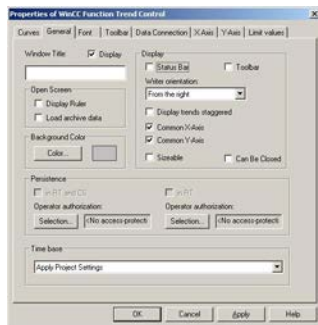 Properties of WinCC Function Trend Control
Curves General Font Toolbar Data Connection X Axis Y Axis Limit values
Window Title: Display
Open Screen
Display Ruler
Load archive data
Background Color
Color...
Display
Status Bar Toolbar
Writer orientation:
From the right
Display trends staggered
Common X-Axis
Common Y-Axis
Sizeable Can Be Closed
Persistence
in RT and CS in RT
Operator authorization: Operator authorization:
Selection... <No access-protecti Selection... <No access-protecti
Time base
Apply Project Settings
OK Cancel Apply Help